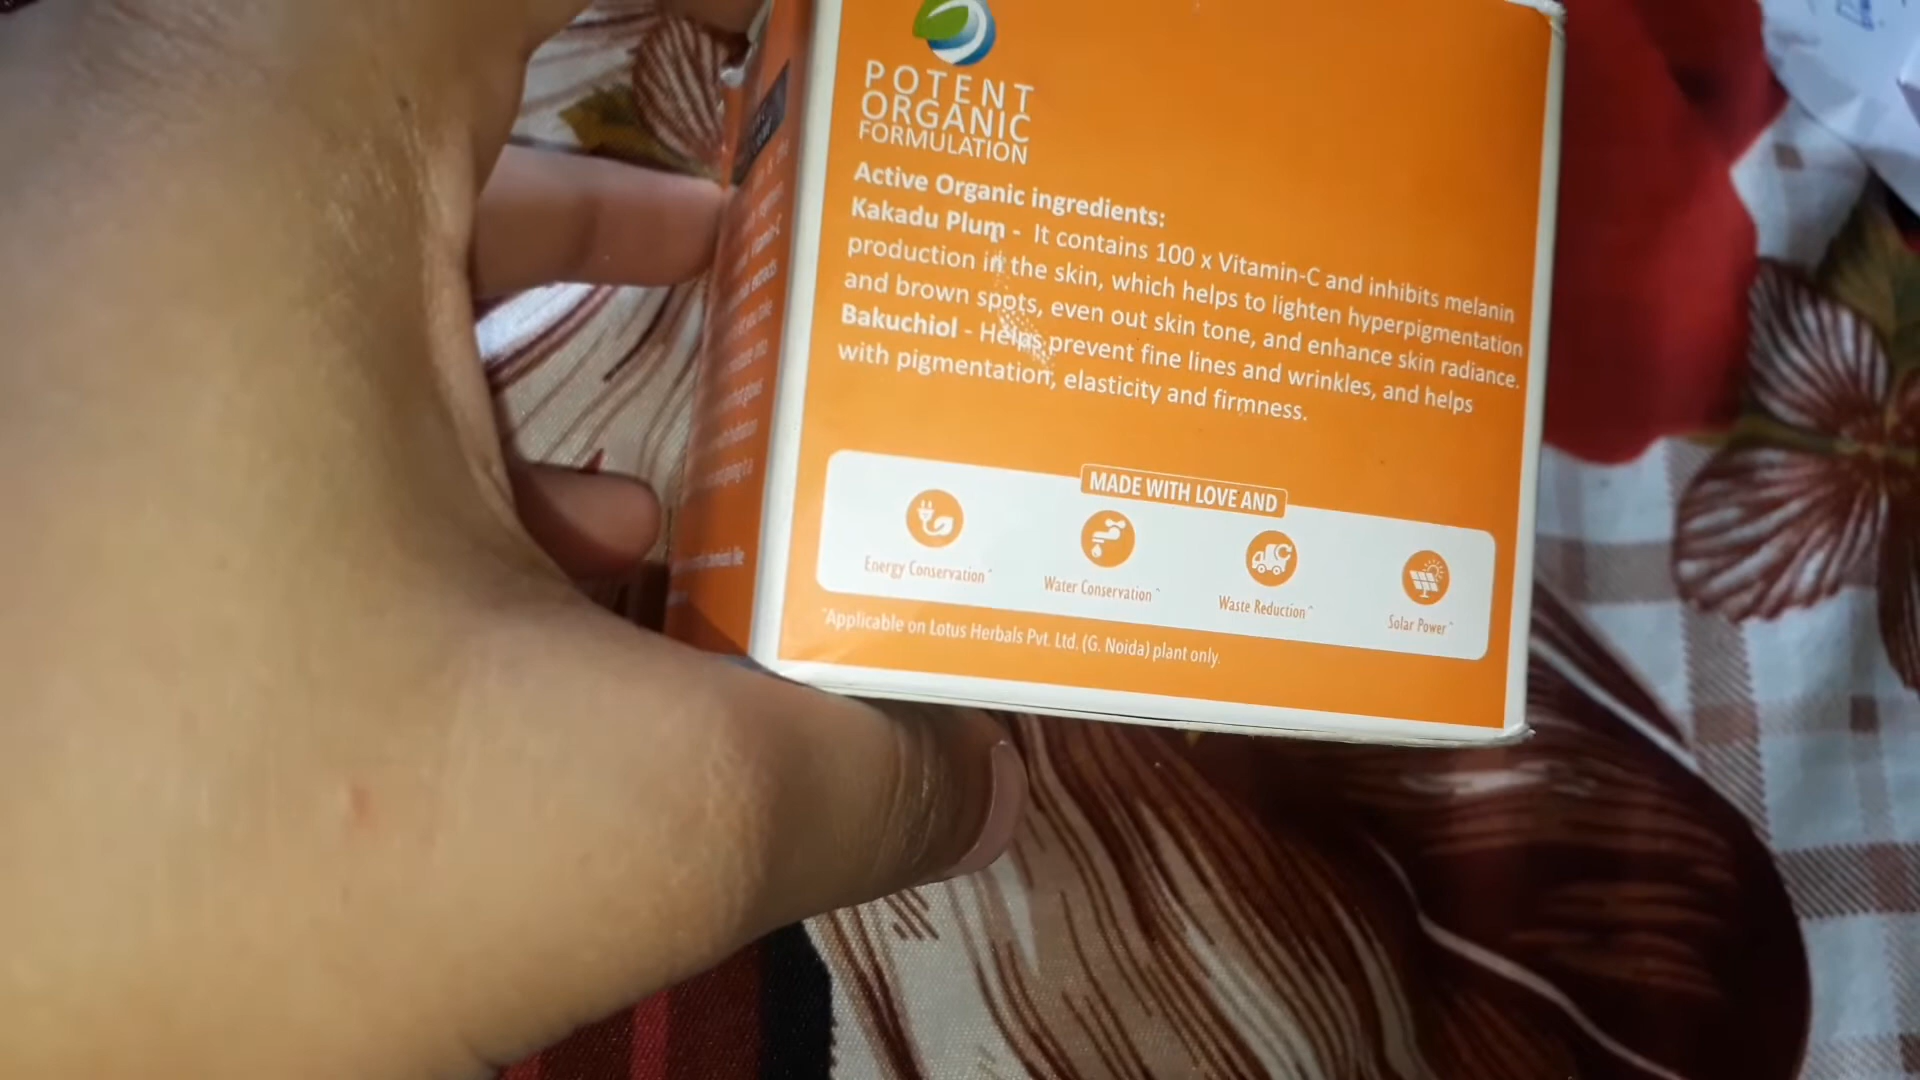 POTENT
ORGANIC
FORMULATION
Active Organic ingredients:
Kakadu Plum - It contains 100 x Vitamin-C and inhibits melanin
production in the skin, which helps to lighten hyperpigmentation
and brown spots, even out skin tone, and enhance skin radiance.
Bakuchiol - Helps prevent fine lines and wrinkles, and helps
with pigmentation, elasticity and firmness.
MADE WITH LOVE AND
Energy Conservation^
Water Conservation^
Waste Reduction^
Solar Power^
^Applicable on Lotus Herbals Pvt. Ltd. (G. Noida) plant only.